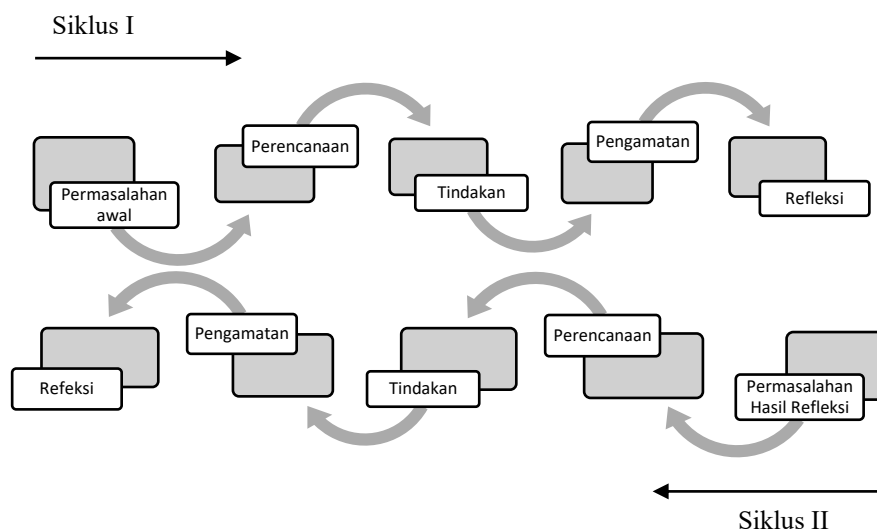 Siklus I
Permasalahan
awal
Perencanaan
Tindakan
Pengamatan
Refleksi
Refeksi
Pengamatan
Tindakan
Perencanaan
Permasalahan
Hasil Refleksi
Siklus II